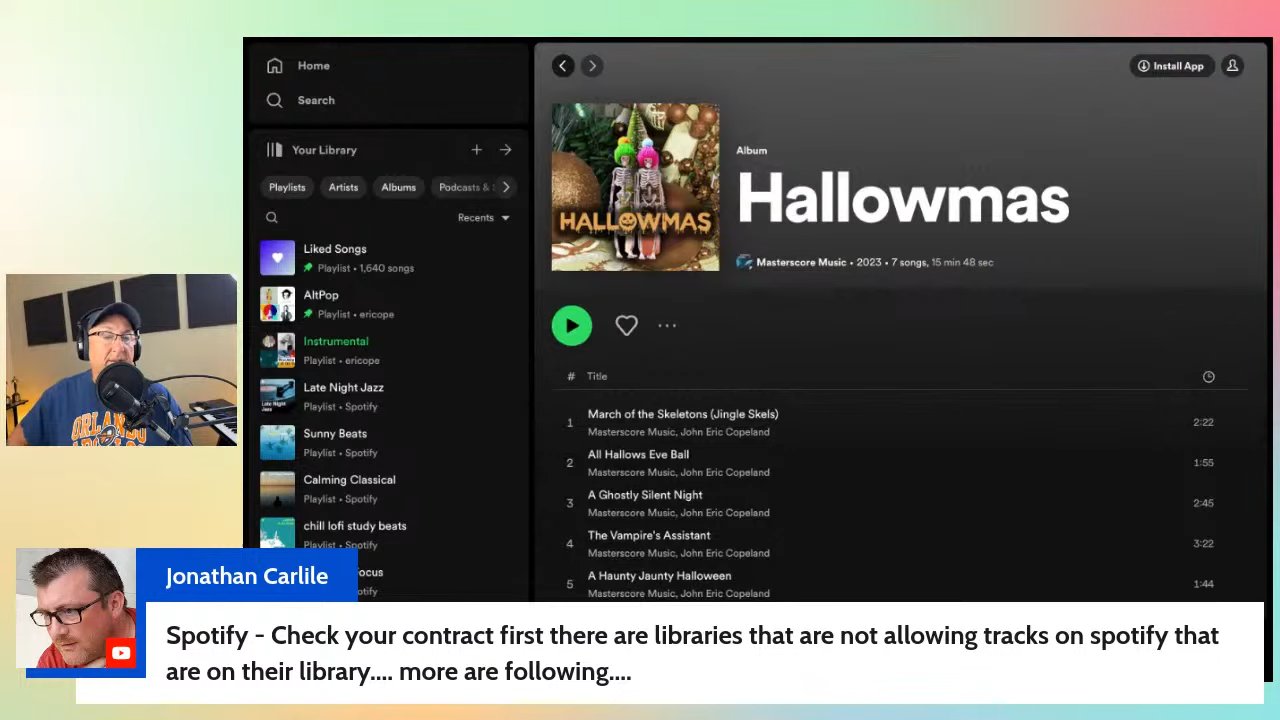 Home
Search
Your Library
Playlists
Artists
Albums
Podcasts &
Recents
Liked Songs
Playlist • 1,640 songs
AltPop
Playlist • ericope
Instrumental
Playlist • ericope
Late Night Jazz
Playlist • Spotify
Sunny Beats
Playlist • Spotify
Calming Classical
Playlist • Spotify
chill lofi study beats
Playlist • Spotify
Install App
HALLOWMAS
Album
Hallowmas
Masterscore Music • 2023 • 7 songs, 15 min 48 sec
# Title
1 March of the Skeletons (Jingle Skels) 2:22
Masterscore Music, John Eric Copeland
2 All Hallows Eve Ball 1:55
Masterscore Music, John Eric Copeland
3 A Ghostly Silent Night 2:45
Masterscore Music, John Eric Copeland
4 The Vampire's Assistant 3:22
Masterscore Music, John Eric Copeland
5 A Haunty Jaunty Halloween 1:44
Masterscore Music, John Eric Copeland
ORLANDO
Jonathan Carlile
Spotify - Check your contract first there are libraries that are not allowing tracks on spotify that
are on their library.... more are following....